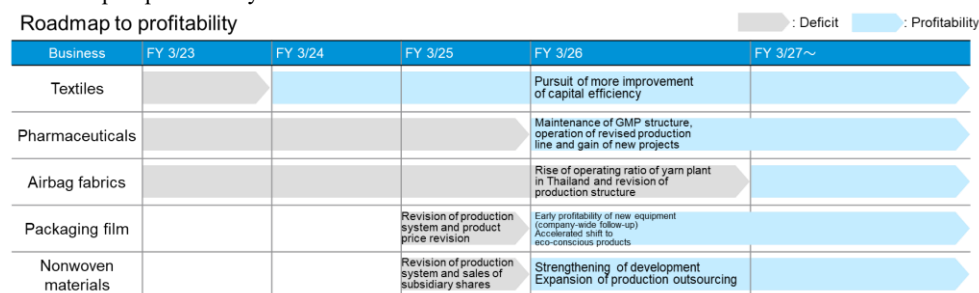 Roadmap to profitability
: Deficit
: Profitability
Business FY 3/23 FY 3/24 FY 3/25 FY 3/26 FY 3/27～
Textiles
Pursuit of more improvement
of capital efficiency
Pharmaceuticals
Maintenance of GMP structure,
operation of revised production
line and gain of new projects
Airbag fabrics
Rise of operating ratio of yarn plant
in Thailand and revision of
production structure
Packaging film
Revision of production
system and product
price revision
Early profitability of new equipment
(company-wide follow-up)
Accelerated shift to
eco-conscious products
Nonwoven
materials
Revision of production
system and sales of
subsidiary shares
Strengthening of development
Expansion of production outsourcing